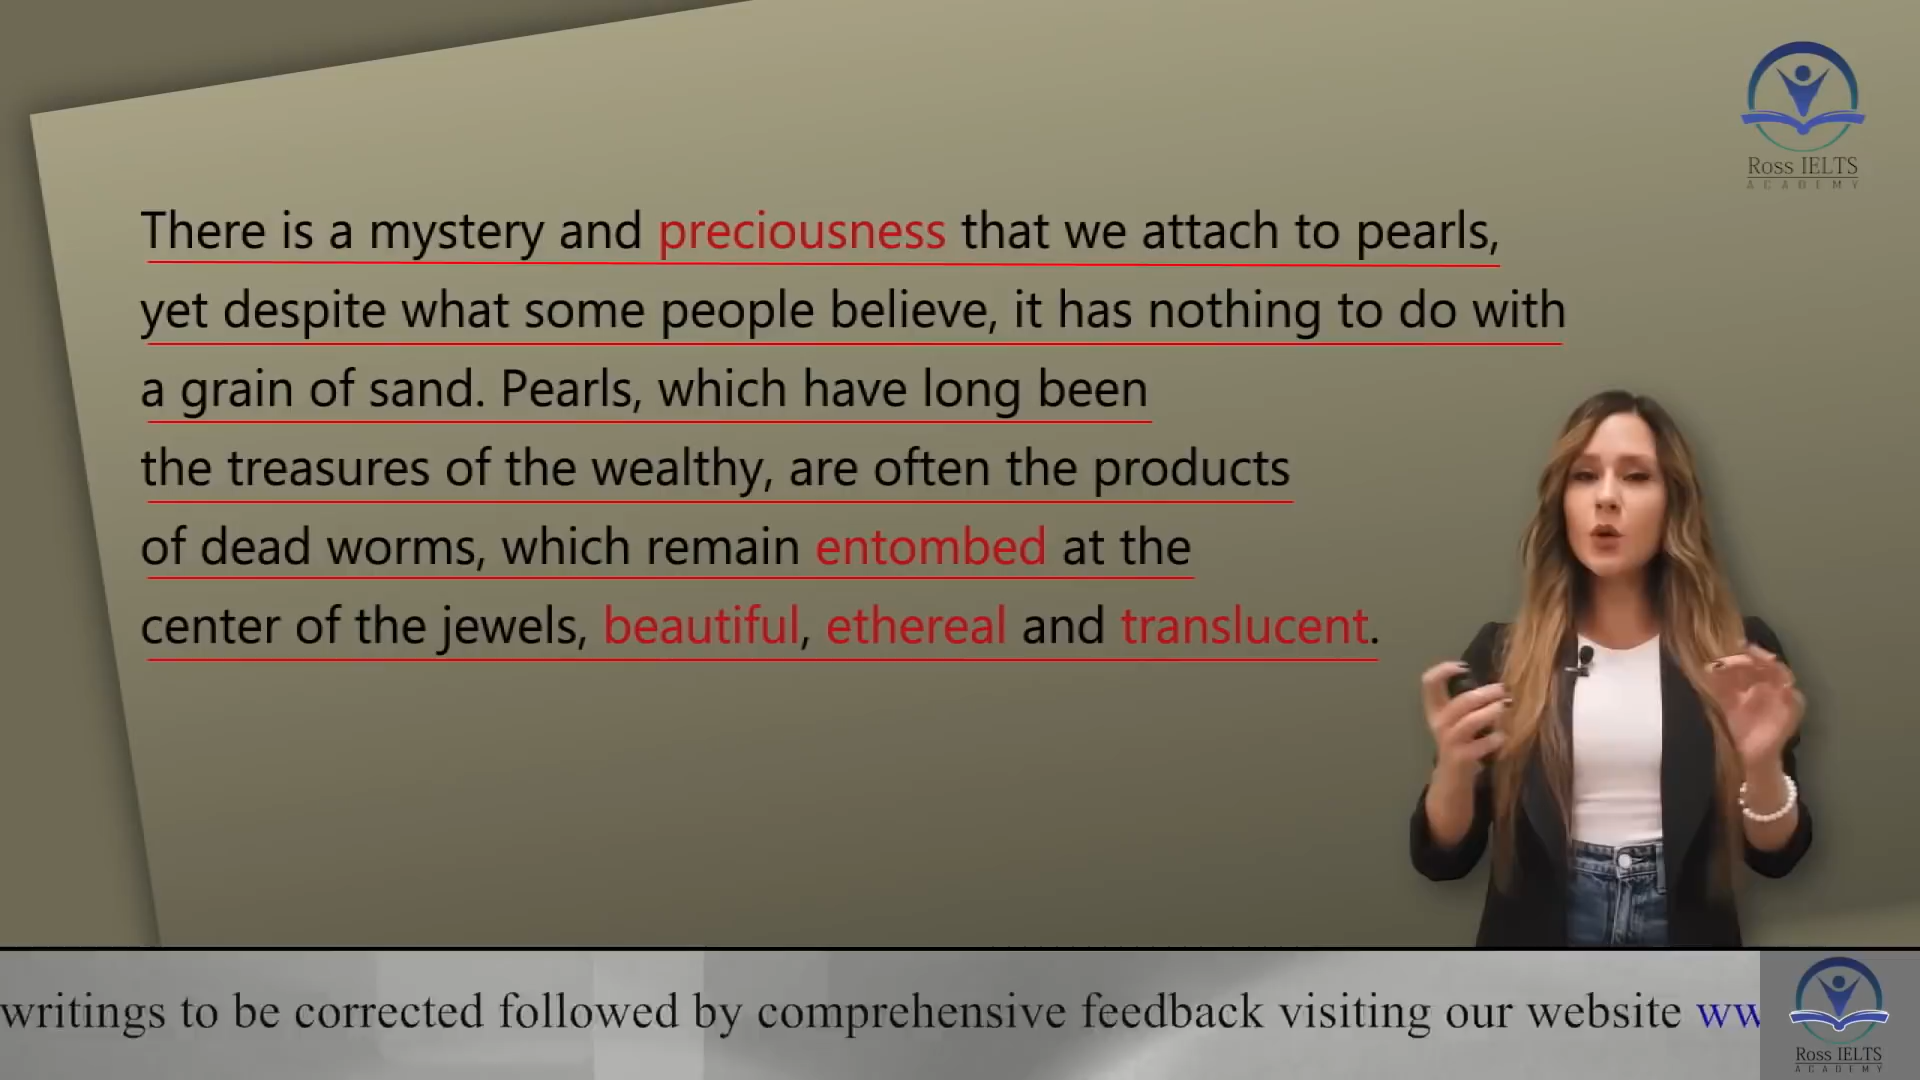 Ross IELTS
ACADEMY
There is a mystery and preciousness that we attach to pearls,
yet despite what some people believe, it has nothing to do with
a grain of sand. Pearls, which have long been
the treasures of the wealthy, are often the products
of dead worms, which remain entombed at the
center of the jewels, beautiful, ethereal and translucent.
writings to be corrected followed by comprehensive feedback visiting our website ww
Ross IELTS
ACADEMY